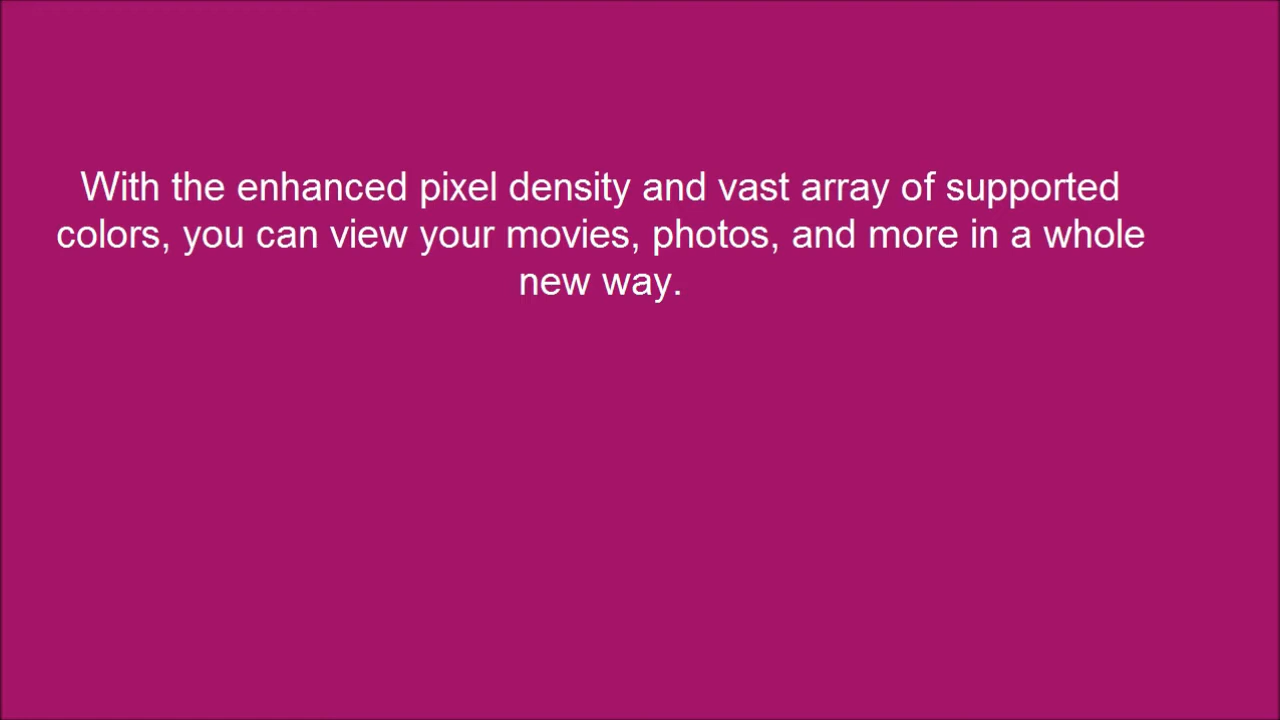 With the enhanced pixel density and vast array of supported
colors, you can view your movies, photos, and more in a whole
new way.